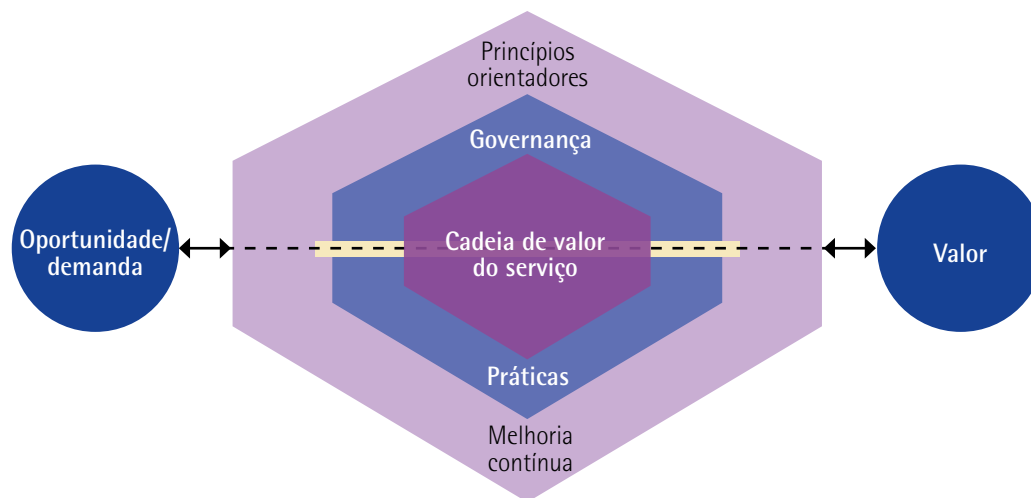 Princípios
orientadores
Governança
Oportunidade/
demanda
Cadeia de valor
do serviço
Valor
Práticas
Melhoria
contínua